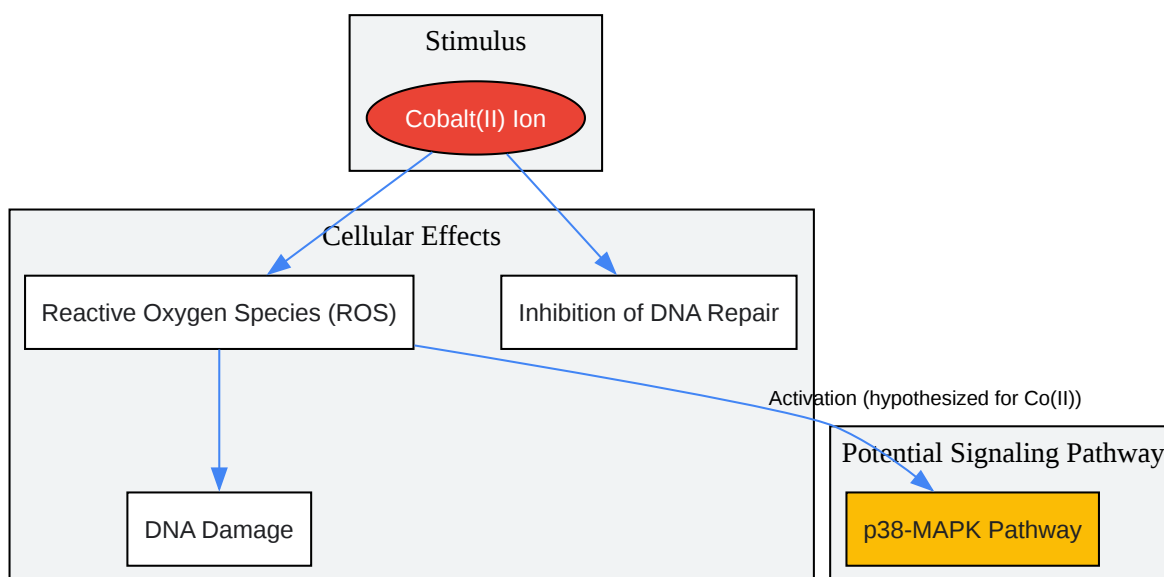 Stimulus
Cobalt(II) Ion
Cellular Effects
Reactive Oxygen Species (ROS)
Inhibition of DNA Repair
Activation (hypothesized for Co(II))
Potential Signaling Pathway
DNA Damage
p38-MAPK Pathway